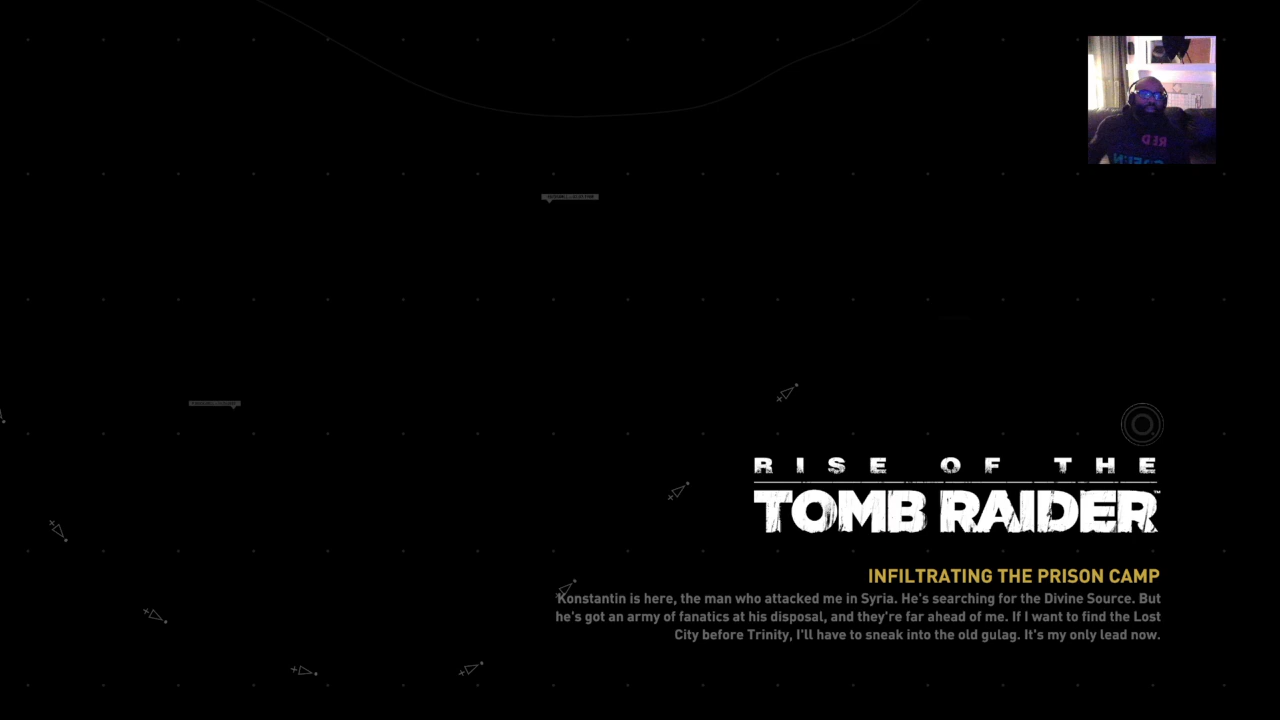 RISE OF THE
TOMB RAIDER
INFILTRATING THE PRISON CAMP
Konstantin is here, the man who attacked me in Syria. He's searching for the Divine Source. But
he's got an army of fanatics at his disposal, and they're far ahead of me. If I want to find the Lost
City before Trinity, I'll have to sneak into the old gulag. It's my only lead now.